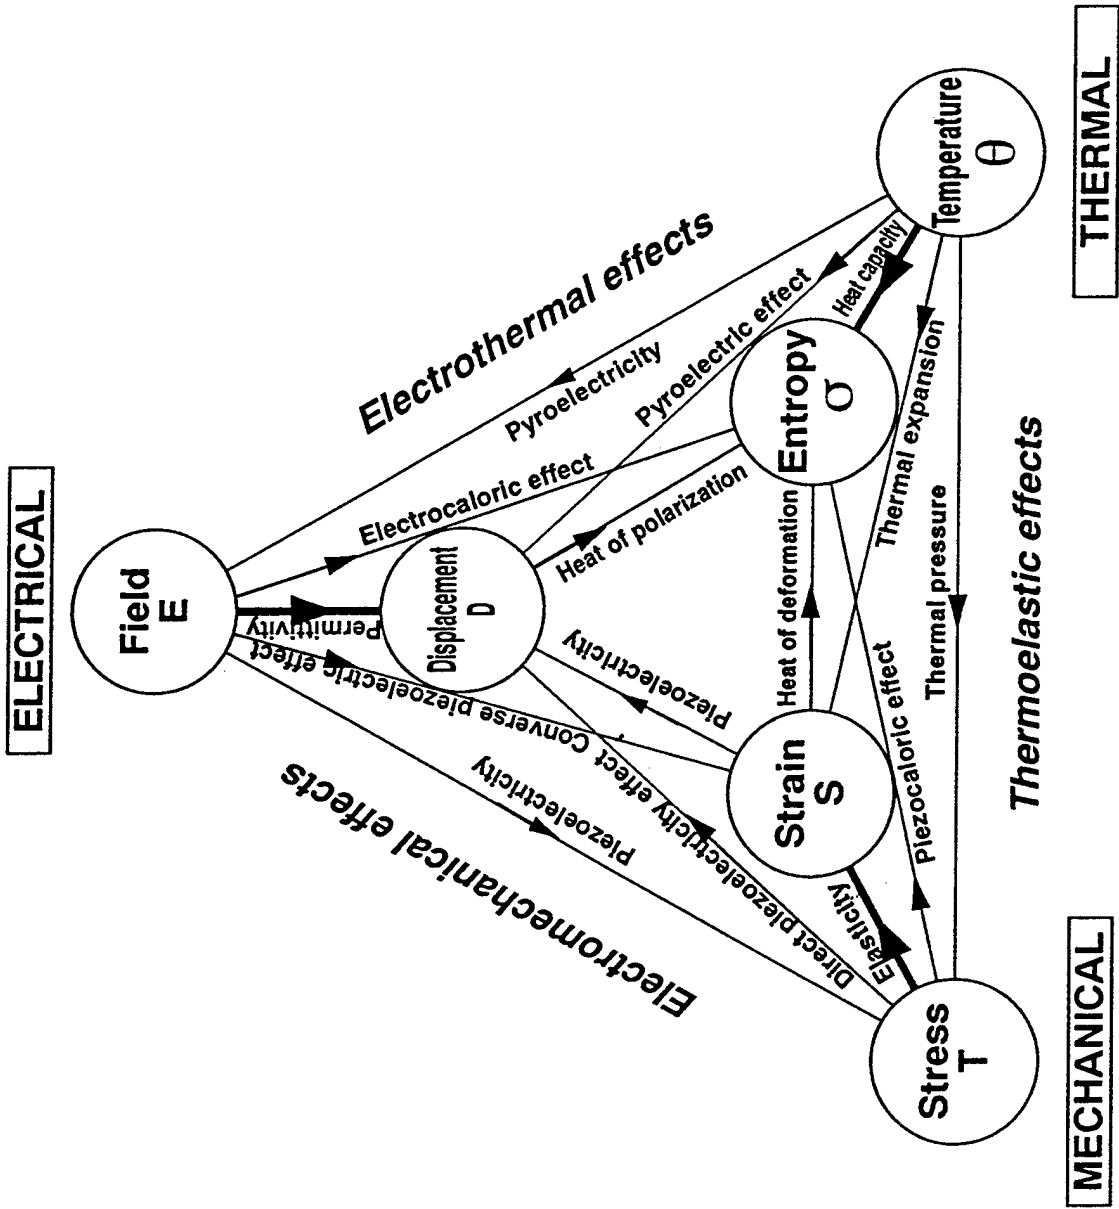 ELECTRICAL
Field
E
Permittivity
Displacement
D
Electrothermal effects
Pyroelectricity
Pyroelectric effect
Electrocaloric effect
Heat of polarization
Electromechanical effects
Piezoelectricity
Converse piezoelectric effect
Direct piezoelectricity effect
Piezoelectricity
THERMAL
Temperature
θ
Heat capacity
Entropy
σ
Heat of deformation
Strain
S
Elasticity
Stress
T
MECHANICAL
Thermal expansion
Piezocaloric effect
Thermal pressure
Thermoelastic effects